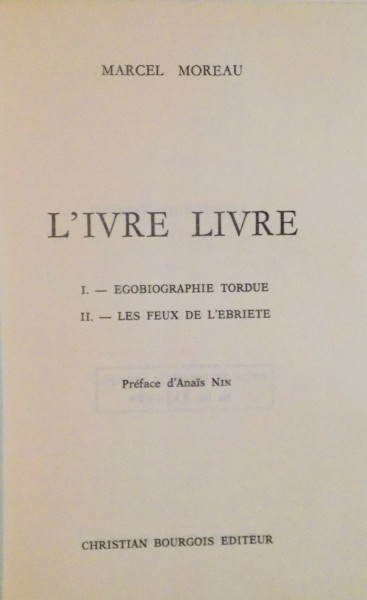 MARCEL MOREAU
L'IVRE LIVRE
I. — EGOBIOGRAPHIE TORDUE
II. — LES FEUX DE L'EBRIETE
Préface d'Anaïs NIN
CHRISTIAN BOURGOIS EDITEUR